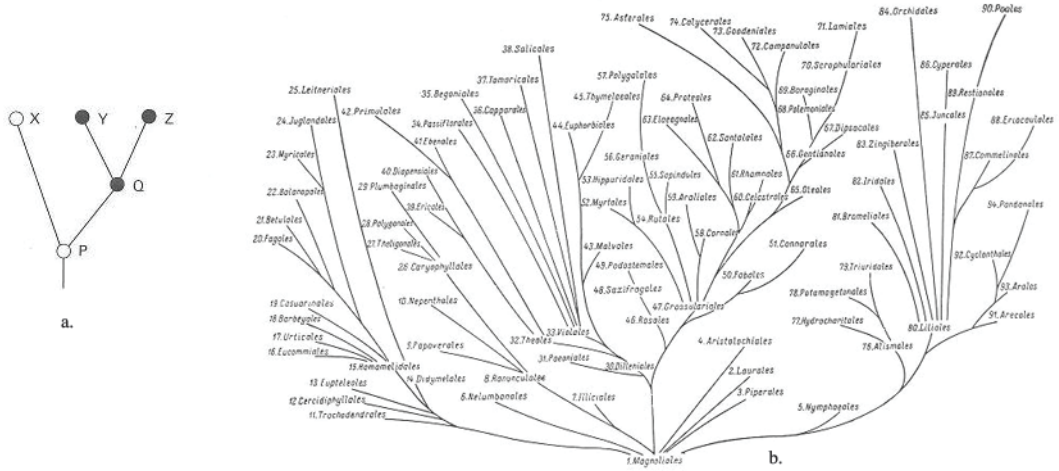 X
Y
Z
Q
P
a.
75. Asterales
74. Calycerales
73. Goodeniales
72. Campanulales
71. Lamiales
70. Scrophulariales
84. Orchidales
90. Poales
38. Salicales
37. Tamaricales
35. Begoniales
36. Capparales
57. Polygalales
45. Thymelaeales
44. Euphorbiales
64. Proteales
63. Elaeagnales
62. Santalales
69. Boraginales
68. Polemoniales
67. Dipsacales
66. Gentianales
86. Cyperales
89. Restionales
85. Juncales
88. Eriocaulales
87. Commelinales
83. Zingiberales
25. Leitneriales
42. Primulales
24. Juglandales
34. Passiflorales
41. Ebenales
23. Myricales
40. Diapensiales
29. Plumbaginales
22. Balanopales
39. Ericales
28. Polygonales
21. Betulales
27. Theligonales
20. Fagales
26. Caryophyllales
56. Geraniales
55. Sapindales
53. Hippuridales
52. Myrtales
54. Rutales
59. Araliales
58. Cornales
61. Rhamnales
60. Celastrales
65. Oleales
82. Iridales
81. Bromeliales
94. Pandanales
92. Cyclanthales
93. Arales
91. Arecales
51. Connarales
50. Fabales
43. Malvales
49. Podostemales
48. Saxifragales
47. Grossulariales
46. Rosales
79. Triuridales
78. Potamogetonales
77. Hydrocharitales
76. Alismales
80. Liliales
19. Casuarinales
18. Barbeyales
17. Urticales
16. Eucommiales
15. Hamamelidales
10. Nepenthales
9. Papaverales
33. Violales
32. Theales
31. Paeoniales
30. Dilleniales
14. Didymelales
8. Ranunculales
13. Eupteleales
12. Cercidiphyllales
11. Trochodendrales
6. Nelumbonales
7. Illiciales
4. Aristolochiales
2. Laurales
3. Piperales
5. Nymphaeales
1. Magnoliales
b.